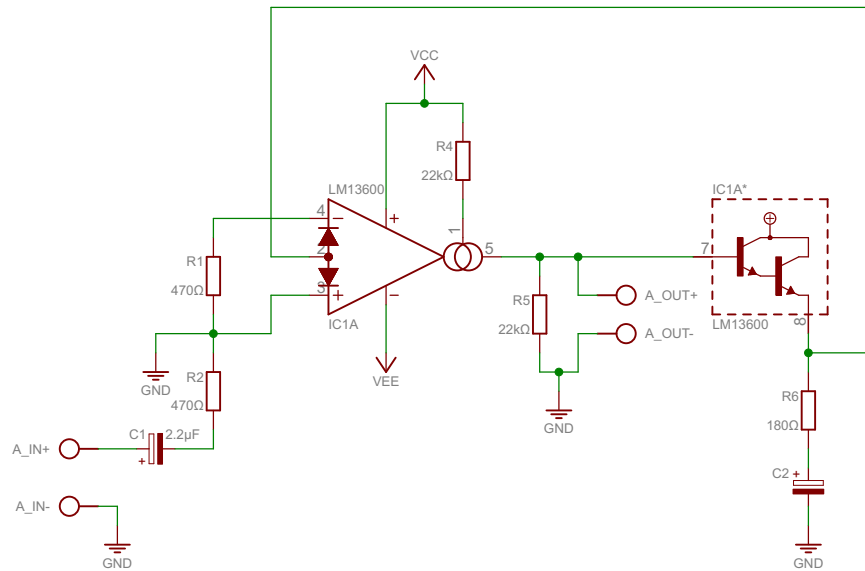 VCC
R4
22kΩ
LM13600
IC1A*
4
1
2
3
5
7
R1
470Ω
R5
22kΩ
A_OUT+
A_OUT-
IC1A
LM13600
8
GND
R2
470Ω
VEE
GND
R6
180Ω
C1
2.2µF
A_IN+
C2
A_IN-
GND
GND